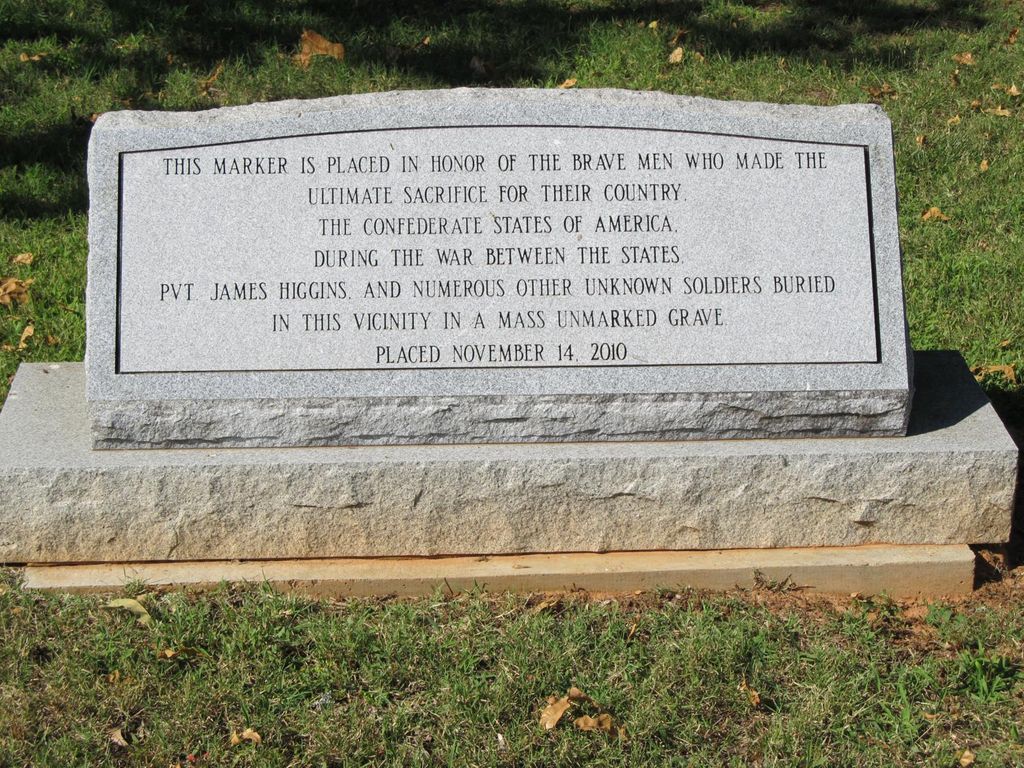 THIS MARKER IS PLACED IN HONOR OF THE BRAVE MEN WHO MADE THE
ULTIMATE SACRIFICE FOR THEIR COUNTRY,
THE CONFEDERATE STATES OF AMERICA,
DURING THE WAR BETWEEN THE STATES.
PVT. JAMES HIGGINS, AND NUMEROUS OTHER UNKNOWN SOLDIERS BURIED
IN THIS VICINITY IN A MASS UNMARKED GRAVE.
PLACED NOVEMBER 14, 2010